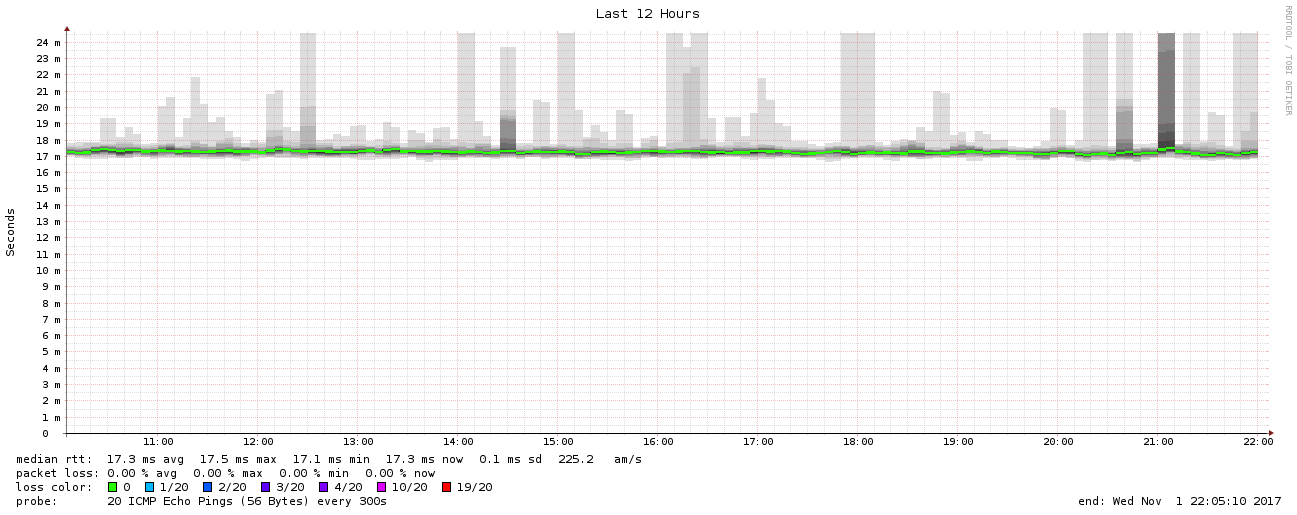 Last 12 Hours
RRDTOOL / TOBI OETIKER
Seconds
24 m
23 m
22 m
21 m
20 m
19 m
18 m
17 m
16 m
15 m
14 m
13 m
12 m
11 m
10 m
9 m
8 m
7 m
6 m
5 m
4 m
3 m
2 m
1 m
0
11:00 12:00 13:00 14:00 15:00 16:00 17:00 18:00 19:00 20:00 21:00 22:00
median rtt: 17.3 ms avg 17.5 ms max 17.1 ms min 17.3 ms now 0.1 ms sd 225.2 am/s
packet loss: 0.00 % avg 0.00 % max 0.00 % min 0.00 % now
loss color: 0 1/20 2/20 3/20 4/20 10/20 19/20
probe: 20 ICMP Echo Pings (56 Bytes) every 300s end: Wed Nov 1 22:05:10 2017